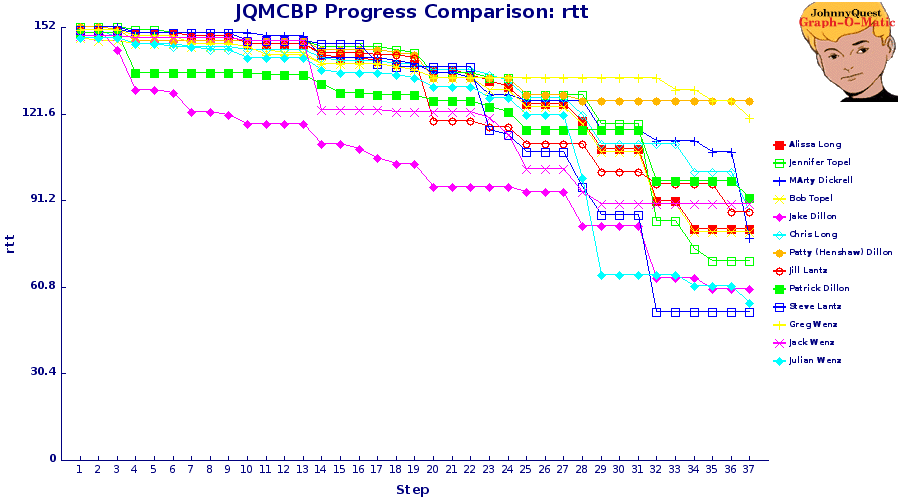 JQMCBP Progress Comparison: rtt
JohnnyQuest
Graph-O-Matic
152
121.6
91.2
60.8
30.4
0
rtt
1 2 3 4 5 6 7 8 9 10 11 12 13 14 15 16 17 18 19 20 21 22 23 24 25 26 27 28 29 30 31 32 33 34 35 36 37
Step
Alissa Long
Jennifer Topel
MArty Dickrell
Bob Topel
Jake Dillon
Chris Long
Patty (Henshaw) Dillon
Jill Lantz
Patrick Dillon
Steve Lantz
Greg Wenz
Jack Wenz
Julian Wenz